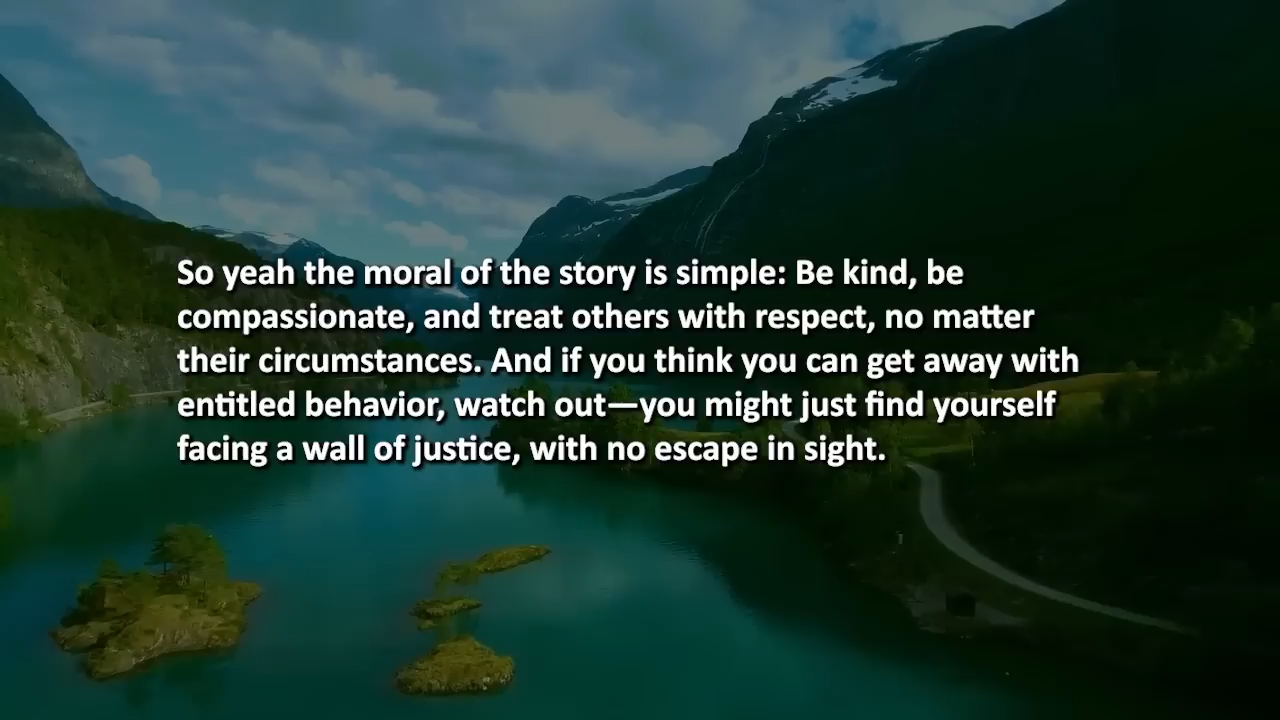 So yeah the moral of the story is simple: Be kind, be
compassionate, and treat others with respect, no matter
their circumstances. And if you think you can get away with
entitled behavior, watch out—you might just find yourself
facing a wall of justice, with no escape in sight.